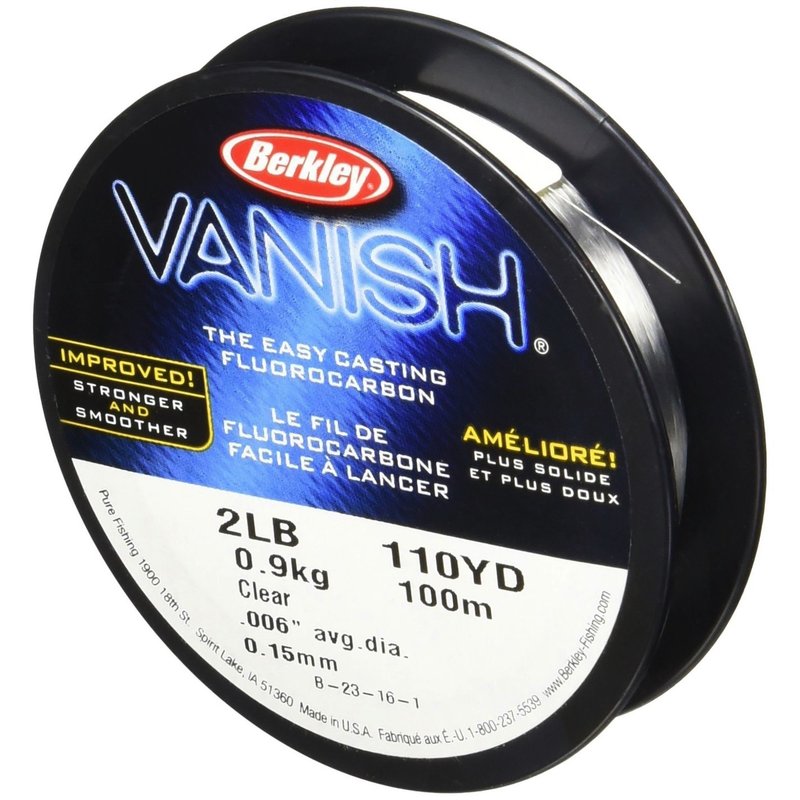 Berkley®
VANISH®
THE EASY CASTING
FLUOROCARBON
IMPROVED!
STRONGER
AND
SMOOTHER
LE FIL DE
FLUOROCARBONE
FACILE À LANCER
AMÉLIORÉ!
PLUS SOLIDE
ET PLUS DOUX
2LB 110YD
0.9kg 100m
Clear
.006" avg.dia.
0.15mm
B-23-16-1
Pure Fishing 1900 18th St. Spirit Lake, IA 51360 Made in U.S.A. Fabriqué aux É.-U. 1-800-237-5539 www.Berkley-Fishing.com